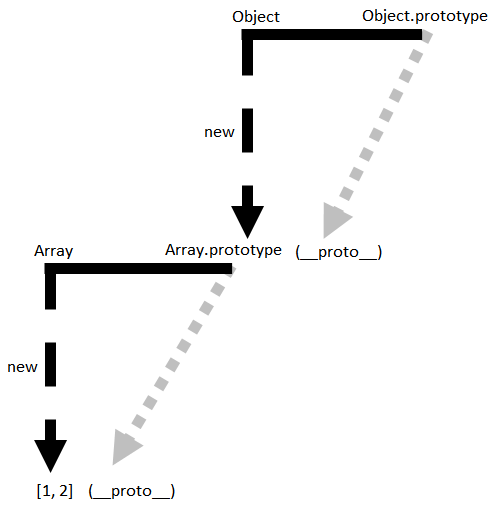 Object Object.prototype
new
Array Array.prototype (__proto__)
new
[1, 2] (__proto__)